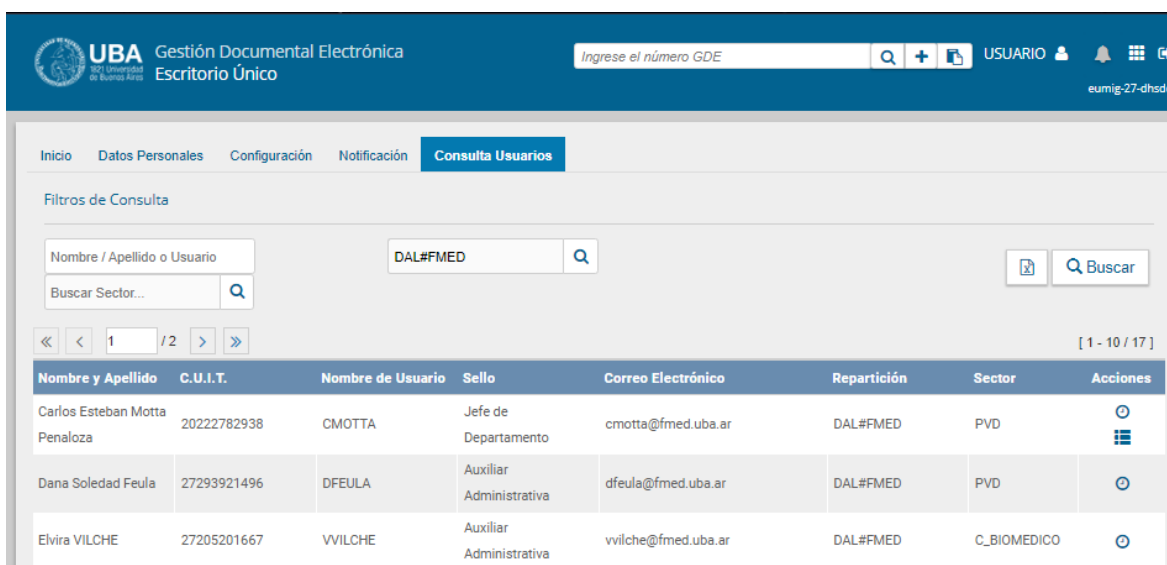 UBA
1821 Universidad
de Buenos Aires
Gestión Documental Electrónica
Escritorio Único
Ingrese el número GDE
USUARIO
eumig-27-dhsd
Inicio Datos Personales Configuración Notificación Consulta Usuarios
Filtros de Consulta
Nombre / Apellido o Usuario DAL#FMED
Buscar
Buscar Sector...
1 / 2 [ 1 - 10 / 17 ]
Nombre y Apellido C.U.I.T. Nombre de Usuario Sello Correo Electrónico Repartición Sector Acciones
Carlos Esteban Motta Penaloza 20222782938 CMOTTA Jefe de Departamento cmotta@fmed.uba.ar DAL#FMED PVD
Dana Soledad Feula 27293921496 DFEULA Auxiliar Administrativa dfeula@fmed.uba.ar DAL#FMED PVD
Elvira VILCHE 27205201667 VVILCHE Auxiliar Administrativa vvilche@fmed.uba.ar DAL#FMED C_BIOMEDICO